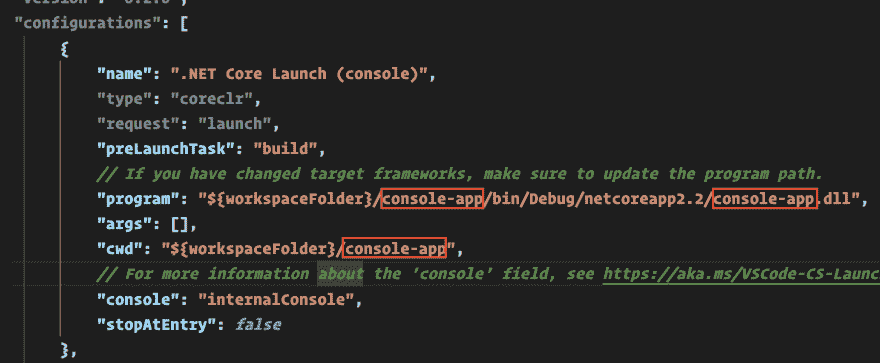 "version": "0.2.0",
"configurations": [
{
"name": ".NET Core Launch (console)",
"type": "coreclr",
"request": "launch",
"preLaunchTask": "build",
// If you have changed target frameworks, make sure to update the program path.
"program": "${workspaceFolder}/console-app/bin/Debug/netcoreapp2.2/console-app.dll",
"args": [],
"cwd": "${workspaceFolder}/console-app",
// For more information about the 'console' field, see https://aka.ms/VSCode-CS-Launc
"console": "internalConsole",
"stopAtEntry": false
},